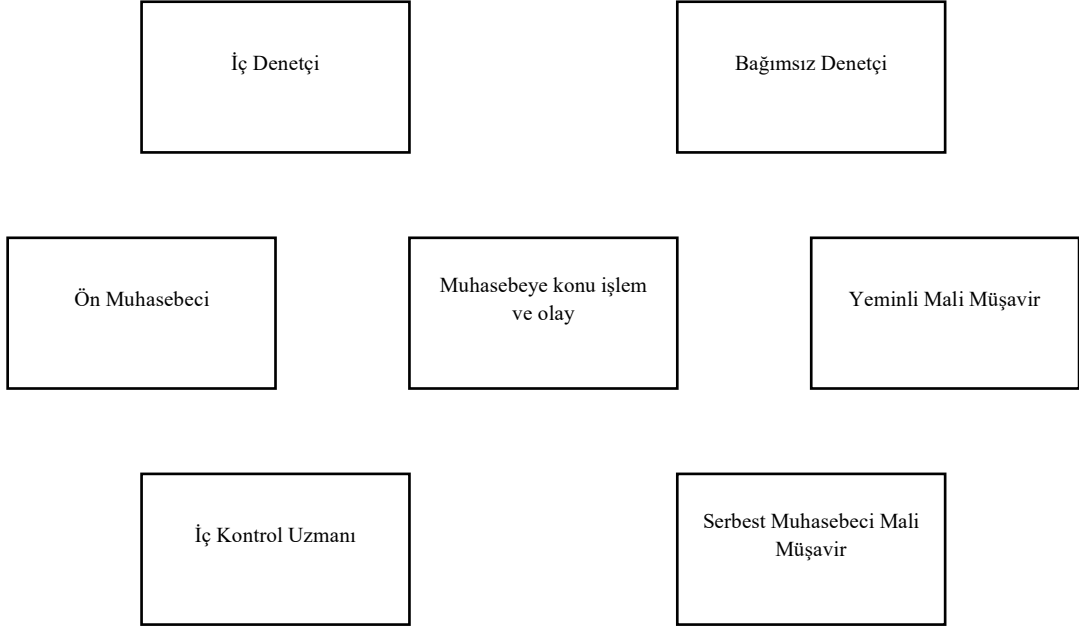 İç Denetçi
Bağımsız Denetçi
Ön Muhasebeci
Muhasebeye konu işlem
ve olay
Yeminli Mali Müşavir
İç Kontrol Uzmanı
Serbest Muhasebeci Mali
Müşavir